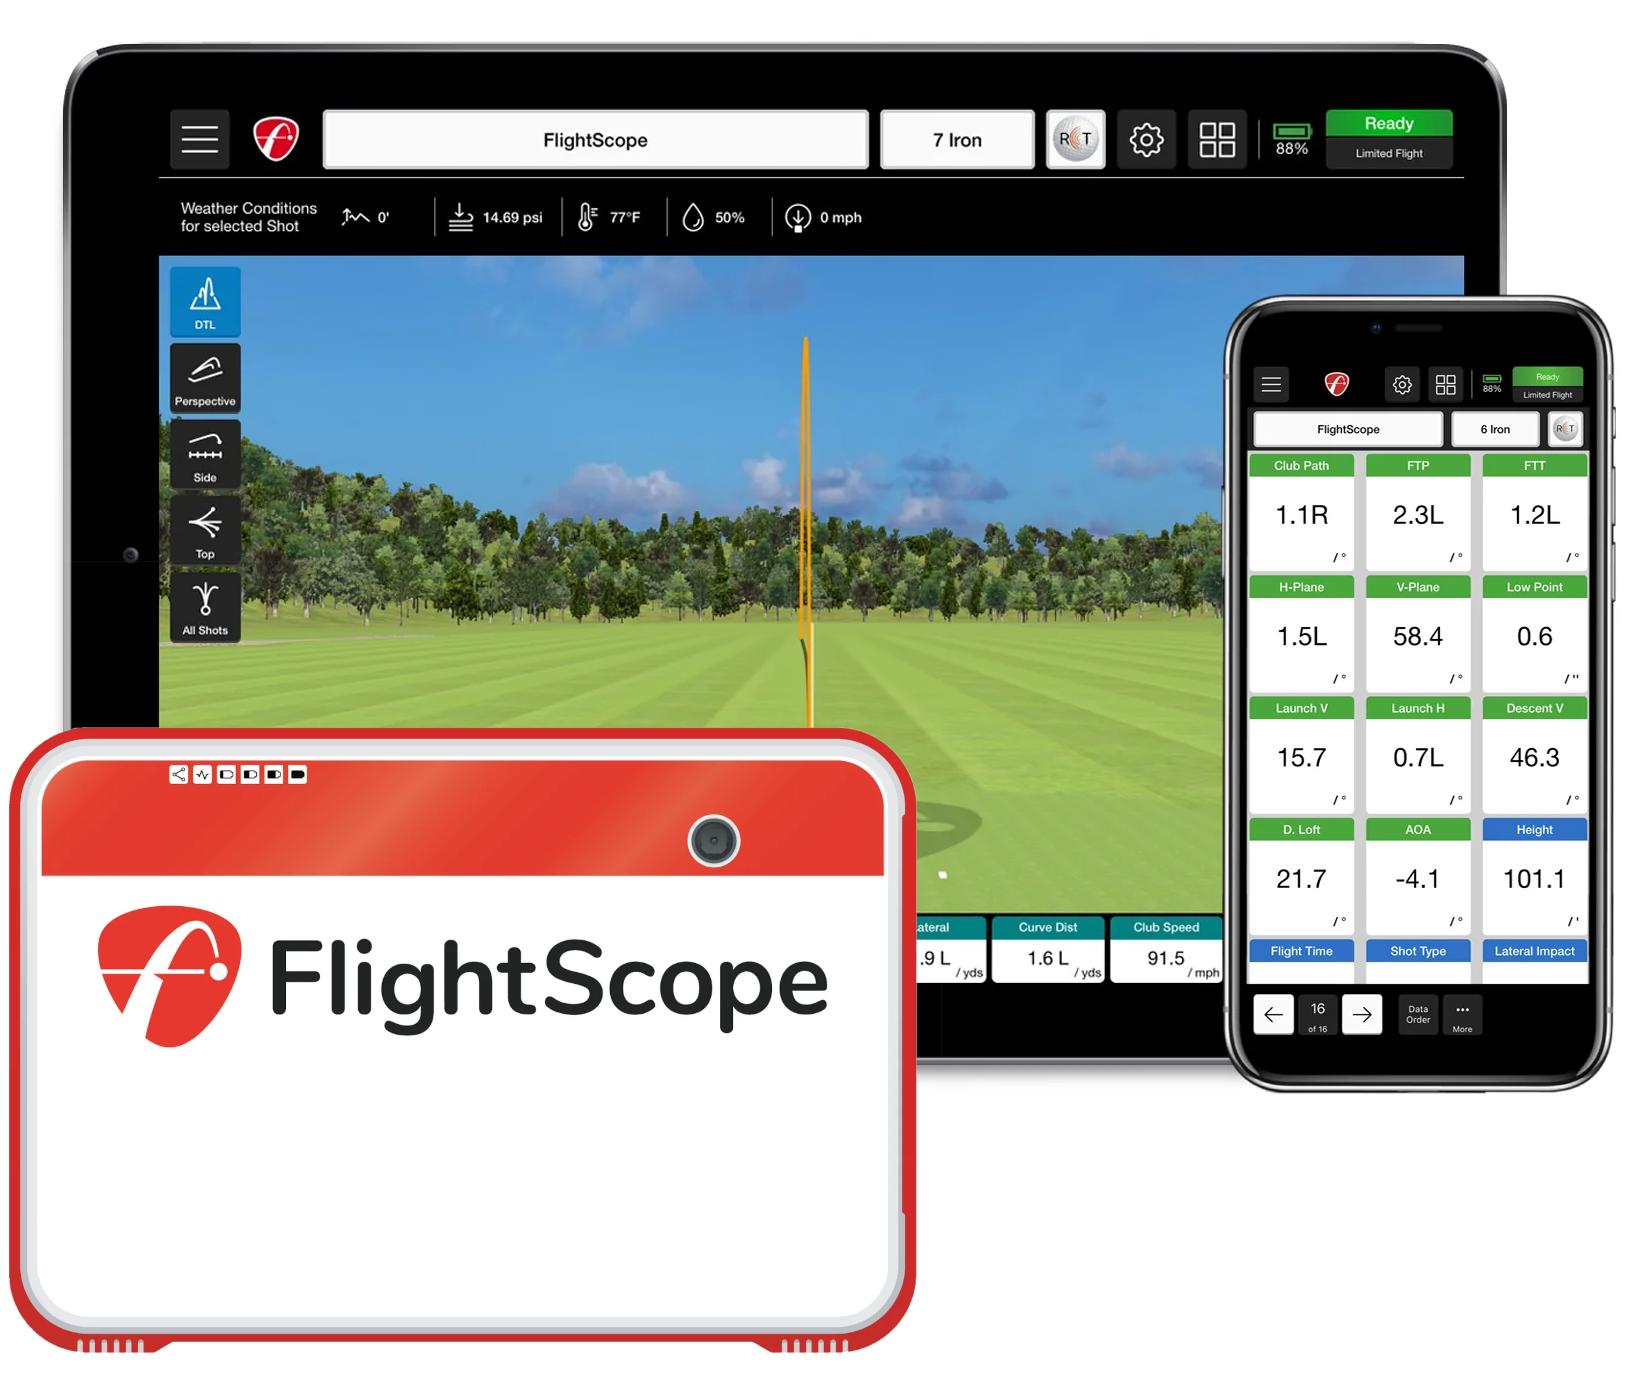 FlightScope
7 Iron
RCT
88%
Ready
Limited Flight
Weather Conditions
for selected Shot
0'
14.69 psi
77°F
50%
0 mph
DTL
Perspective
Side
Top
All Shots
Curve Dist
Club Speed
.9 L
/ yds
1.6 L
/ yds
91.5
/ mph
88%
Ready
Limited Flight
FlightScope
6 Iron
RCT
Club Path
FTP
FTT
1.1R
2.3L
1.2L
/ °
/ °
/ °
H-Plane
V-Plane
Low Point
1.5L
58.4
0.6
/ °
/ °
/ "
Launch V
Launch H
Descent V
15.7
0.7L
46.3
/ °
/ °
/ °
D. Loft
AOA
Height
21.7
-4.1
101.1
/ °
/ °
/ '
Flight Time
Shot Type
Lateral Impact
16
of 16
Data
Order
More
FlightScope